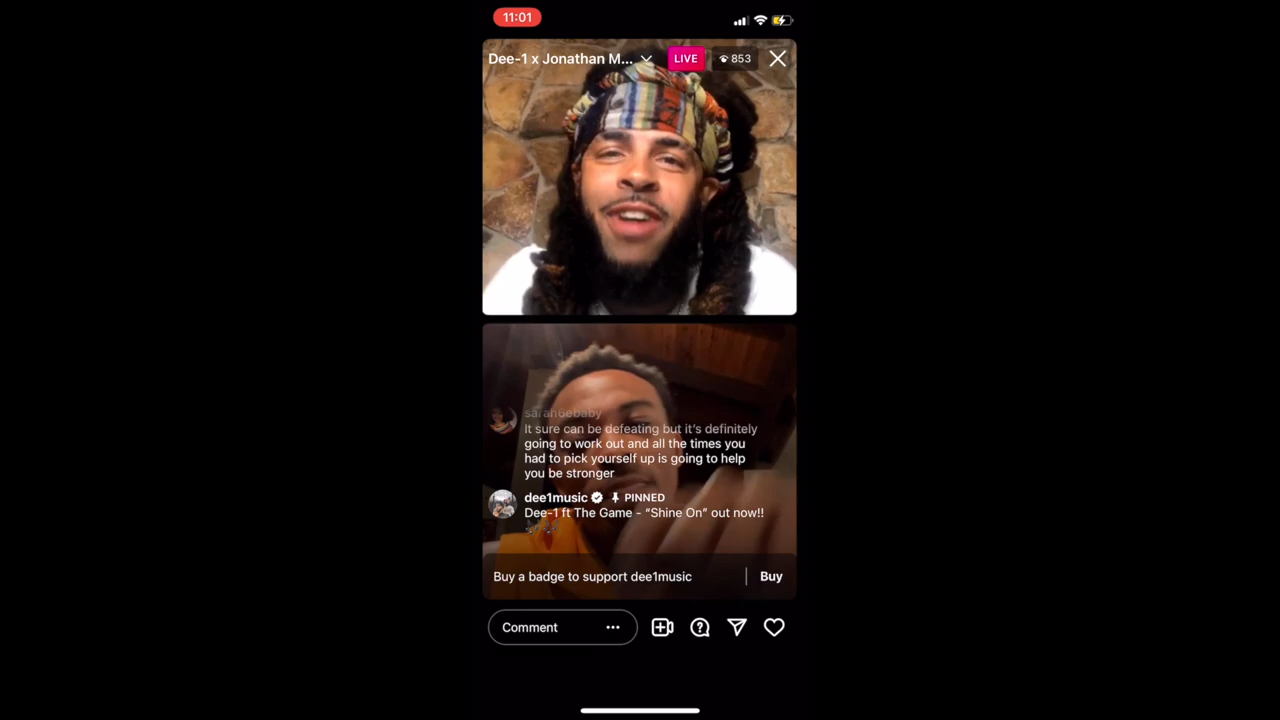 11:01
Dee-1 x Jonathan M...
LIVE
853
sarah6ebaby
It sure can be defeating but it's definitely
going to work out and all the times you
had to pick yourself up is going to help
you be stronger
dee1music PINNED
Dee-1 ft The Game - “Shine On” out now!!
Buy a badge to support dee1music
Buy
Comment